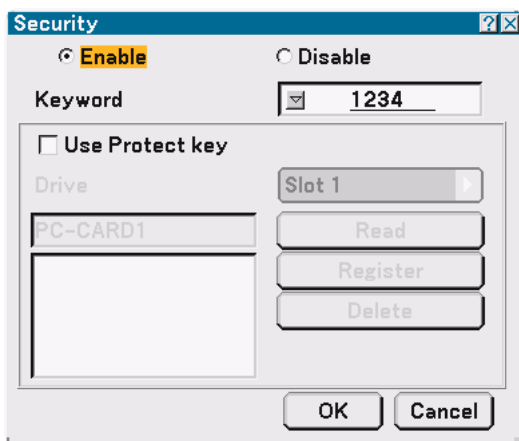 Security
Enable Disable
Keyword 1234
Use Protect key
Drive Slot 1
PC-CARD1 Read
Register
Delete
OK Cancel